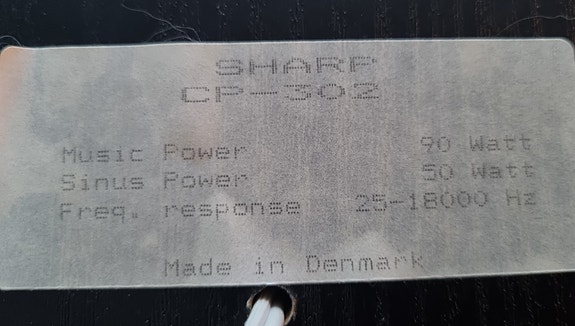 SHARP
CP-302
Music Power 90 Watt
Sinus Power 50 Watt
Freq. response 25-18000 Hz
Made in Denmark